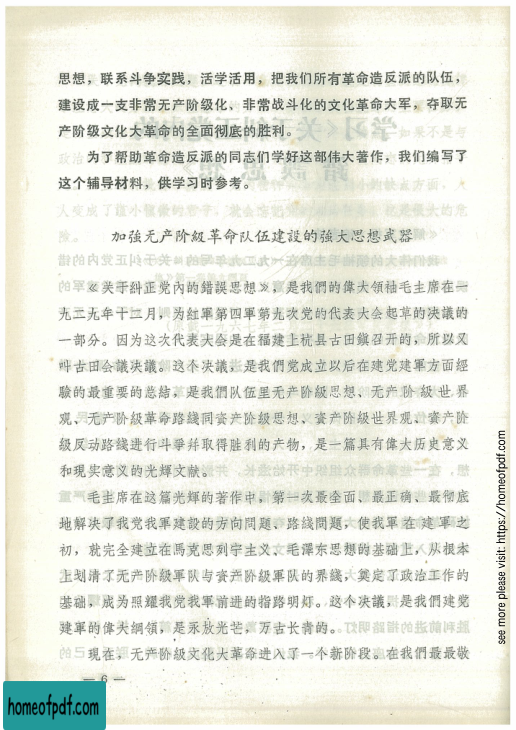 思想，联系斗争实践，活学活用，把我们所有革命造反派的队伍，
建设成一支非常无产阶级化、非常战斗化的文化革命大军，夺取无
产阶级文化大革命的全面彻底的胜利。
为了帮助革命造反派的同志们学好这部伟大著作，我们编写了
这个辅导材料，供学习时参考。
加強无产阶級革命队伍建設的強大思想武器
《关于纠正党內的錯誤思想》，是我們的偉大領袖毛主席在一
九二九年十二月，为紅軍第四軍第九次党的代表大会起草的决議的
一部分。因为这次代表大会是在福建上杭县古田鎮召开的，所以又
叫古田会議决議。这个决議，是我們党成立以后在建党建軍方面經
驗的最重要的总結，是我們队伍里无产阶級思想、无产阶級世界
观、无产阶級革命路綫同資产阶級思想、資产阶級世界观、資产阶
級反动路綫进行斗爭幷取得胜利的产物，是一篇具有偉大历史意义
和現实意义的光輝文献。
毛主席在这篇光輝的著作中，第一次最全面、最正确、最彻底
地解决了我党我軍建設的方向問題、路綫問題，使我軍在建軍之
初，就完全建立在馬克思列宁主义、毛澤东思想的基础上，从根本
上划清了无产阶級軍队与資产阶級軍队的界綫，奠定了政治工作的
基础，成为照耀我党我軍前进的指路明灯。这个决議，是我們建党
建軍的偉大綱領，是永放光芒，万古长青的。
現在，无产阶級文化大革命进入了一个新阶段。在我們最最敬
— 6 —
homeofpdf.com
see more please visit: https://homeofpdf.com